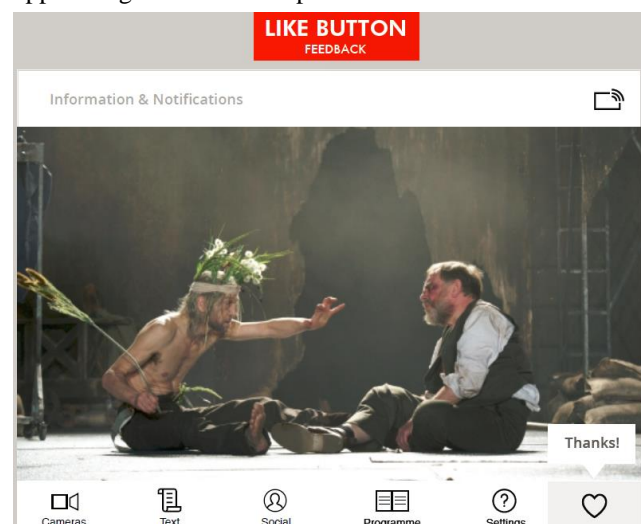 LIKE BUTTON
FEEDBACK
Information & Notifications
Thanks!
Cameras
Text
Social
Programme
Settings